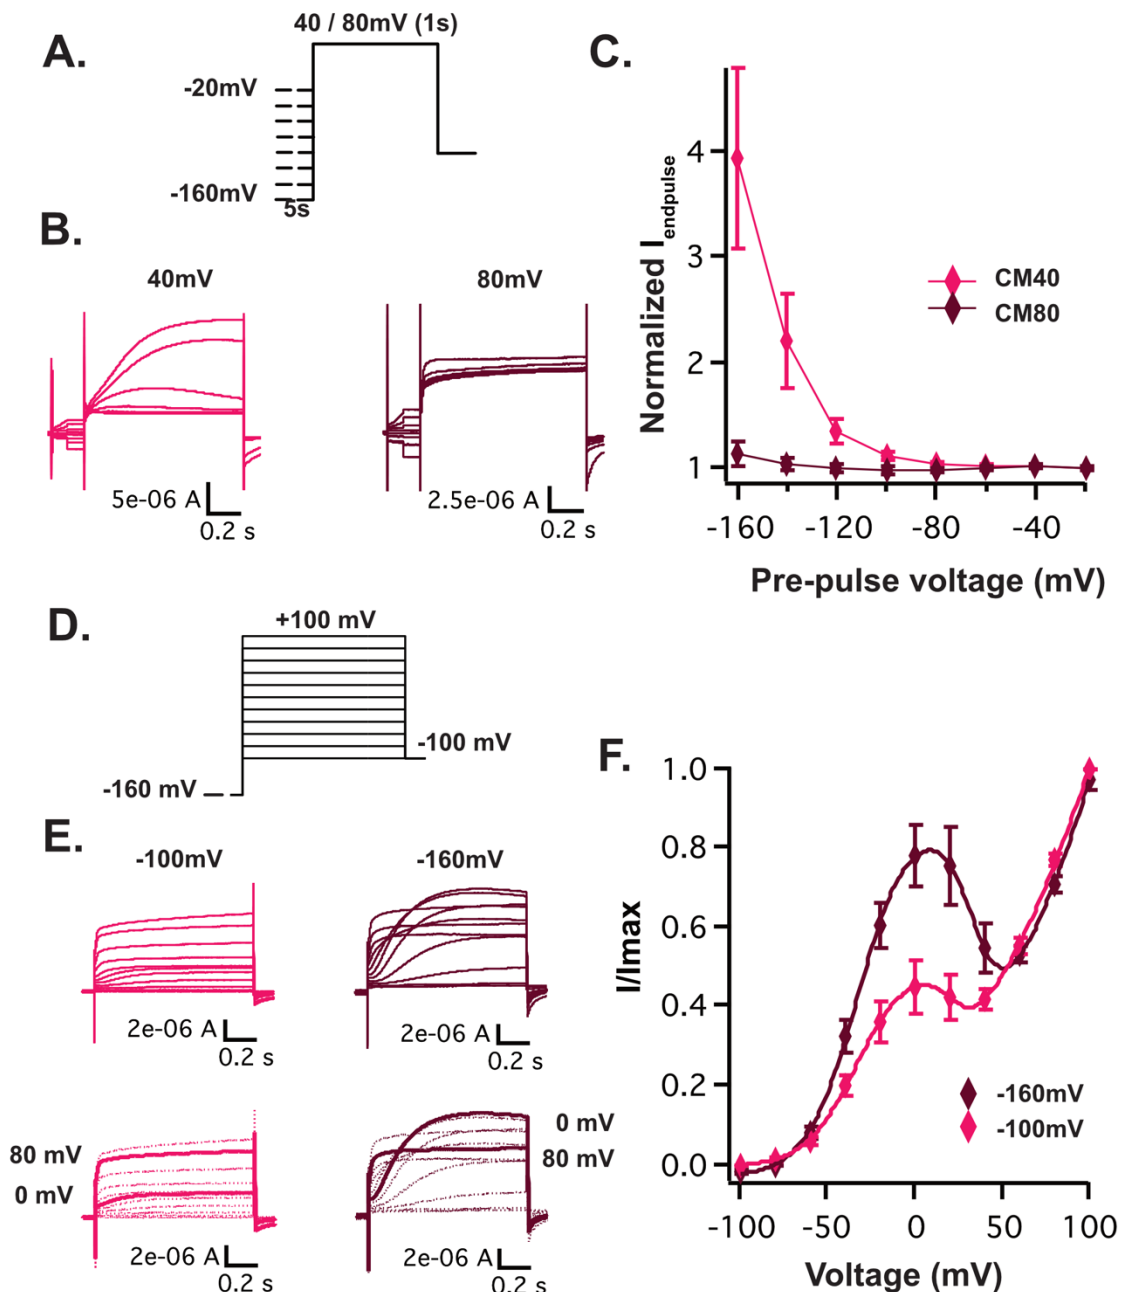 A.
40 / 80mV (1s)
-20mV
-160mV
5s
B.
40mV
80mV
5e-06 A
0.2 s
2.5e-06 A
0.2 s
C.
Normalized I endpulse
4
3
2
1
CM40
CM80
-160
-120
-80
-40
Pre-pulse voltage (mV)
D.
+100 mV
-100 mV
-160 mV
E.
-100mV
-160mV
2e-06 A
0.2 s
2e-06 A
0.2 s
80 mV
0 mV
0 mV
80 mV
2e-06 A
0.2 s
2e-06 A
0.2 s
F.
I/Imax
1.0
0.8
0.6
0.4
0.2
0.0
-160mV
-100mV
-100
-50
0
50
100
Voltage (mV)